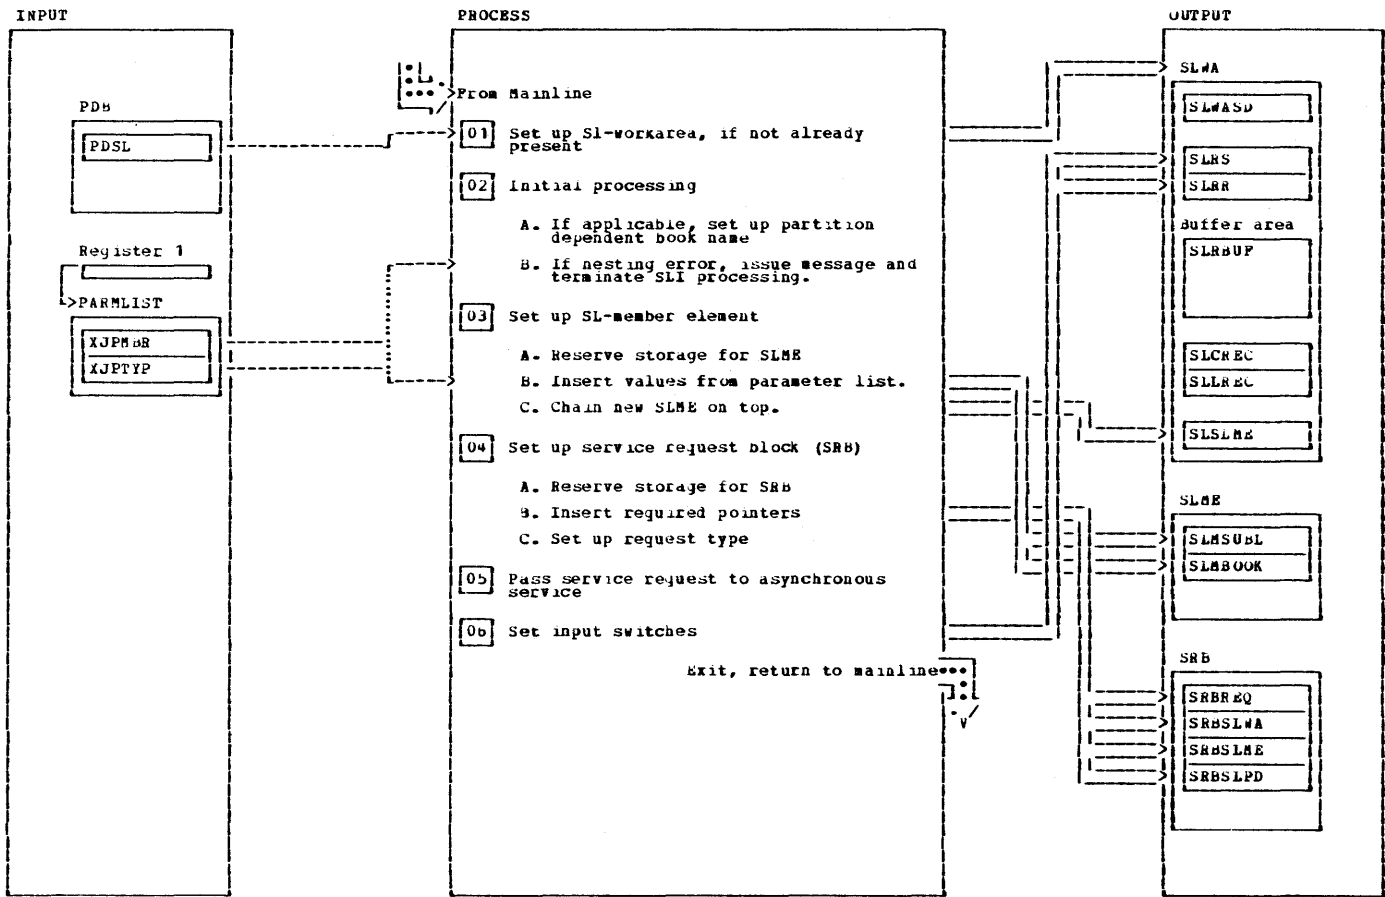 INPUT
PROCESS
OUTPUT
PDB
PDSL
Register 1
PARMLIST
XJPMBR
XJPTYP
From Mainline
01 Set up Sl-workarea, if not already
present
02 Initial processing
A. If applicable, set up partition
dependent book name
B. If nesting error, issue message and
terminate SLI processing.
03 Set up SL-member element
A. Reserve storage for SLME
B. Insert values from parameter list.
C. Chain new SLME on top.
04 Set up service request block (SRB)
A. Reserve storage for SRB
B. Insert required pointers
C. Set up request type
05 Pass service request to asynchronous
service
06 Set input switches
Exit, return to mainline
SLWA
SLWASD
SLRS
SLRR
Buffer area
SLRBUF
SLCREC
SLLREC
SLSLME
SLME
SLMSUBL
SLMBOOK
SRB
SRBREQ
SRBSLWA
SRBSLME
SRBSLPD